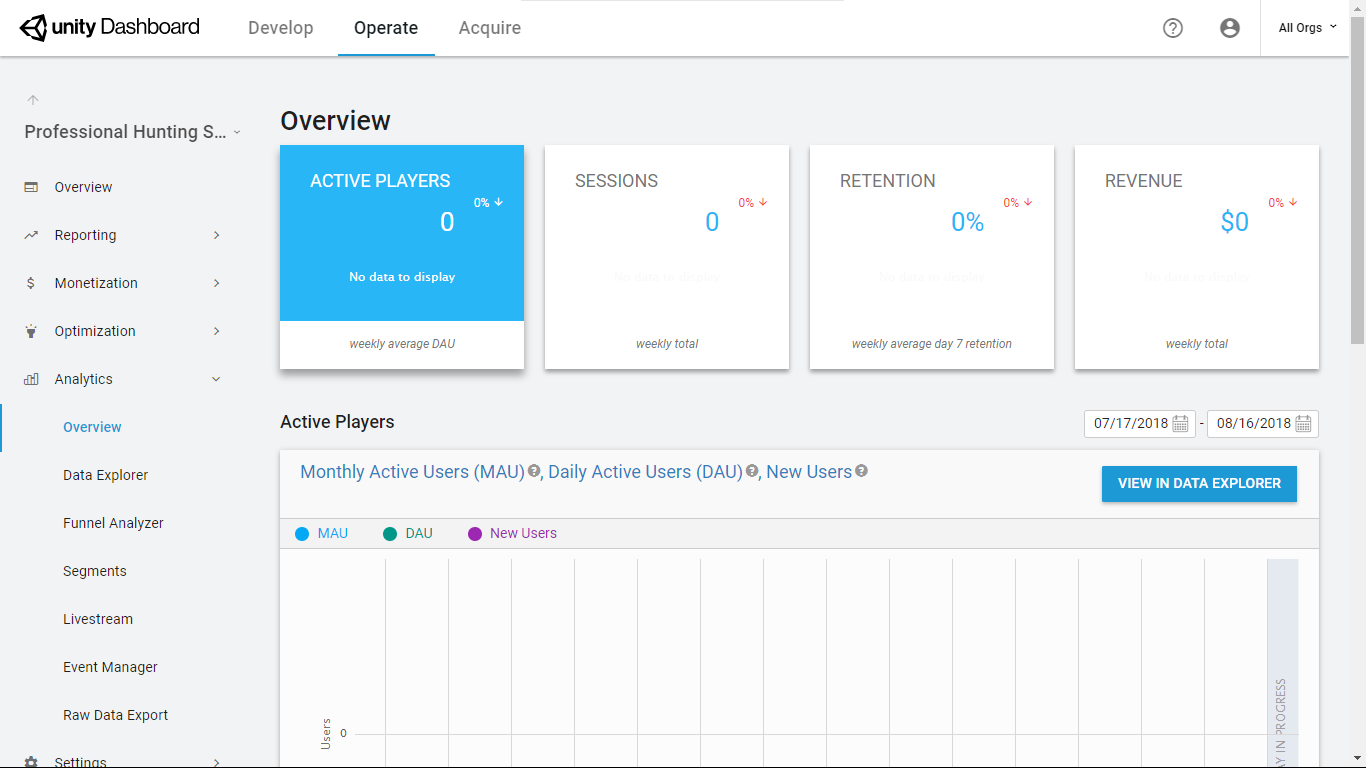 unity Dashboard
Develop
Operate
Acquire
All Orgs
Professional Hunting S...
Overview
Reporting
Monetization
Optimization
Analytics
Overview
Data Explorer
Funnel Analyzer
Segments
Livestream
Event Manager
Raw Data Export
Settings
Overview
ACTIVE PLAYERS
0%
0
No data to display
weekly average DAU
SESSIONS
0%
0
No data to display
weekly total
RETENTION
0%
0%
No data to display
weekly average day 7 retention
REVENUE
0%
$0
No data to display
weekly total
Active Players
07/17/2018 - 08/16/2018
Monthly Active Users (MAU), Daily Active Users (DAU), New Users
VIEW IN DATA EXPLORER
MAU
DAU
New Users
Users
0
IN PROGRESS